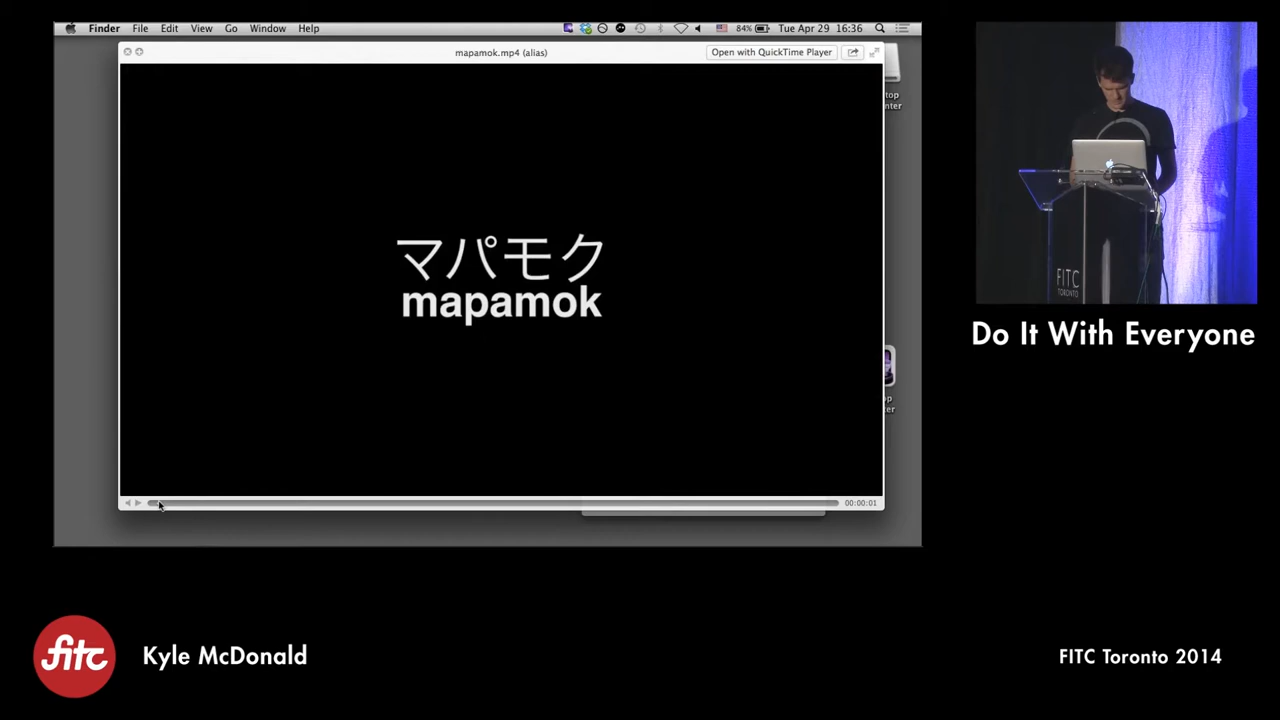 Finder File Edit View Go Window Help 84% Tue Apr 29 16:36
mapamok.mp4 (alias)
Open with QuickTime Player
マパモク
mapamok
00:00:01
FITC
TORONTO
Do It With Everyone
fitc
Kyle McDonald
FITC Toronto 2014